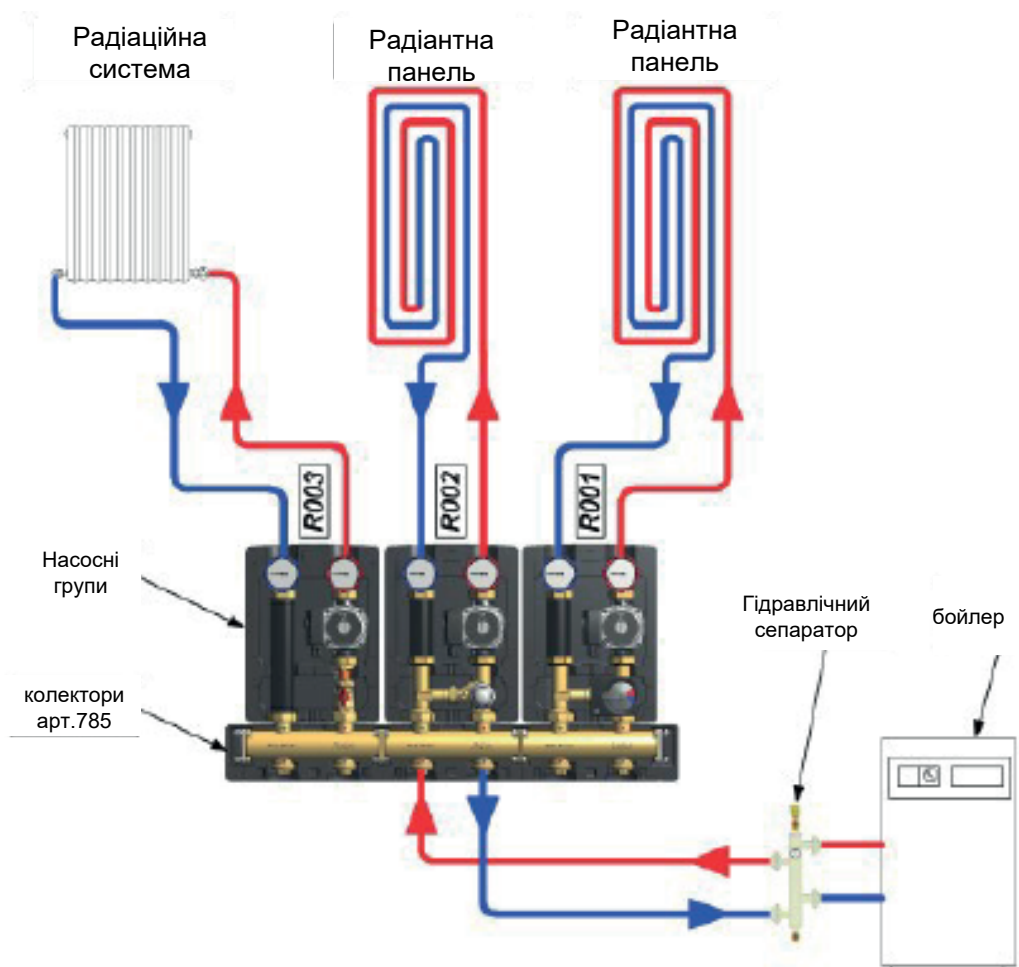 Радіаційна
система
Радіантна
панель
Радіантна
панель
R003
R002
R001
Насосні
групи
колектори
арт.785
Гідравлічний
сепаратор
бойлер